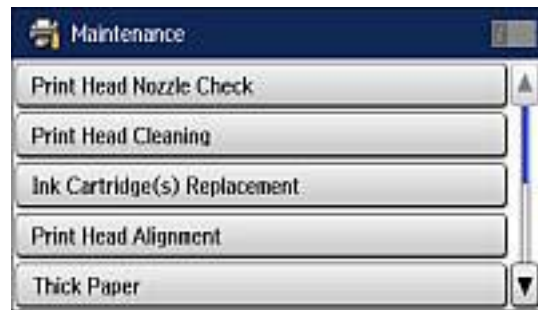 Maintenance
Print Head Nozzle Check
Print Head Cleaning
Ink Cartridge(s) Replacement
Print Head Alignment
Thick Paper